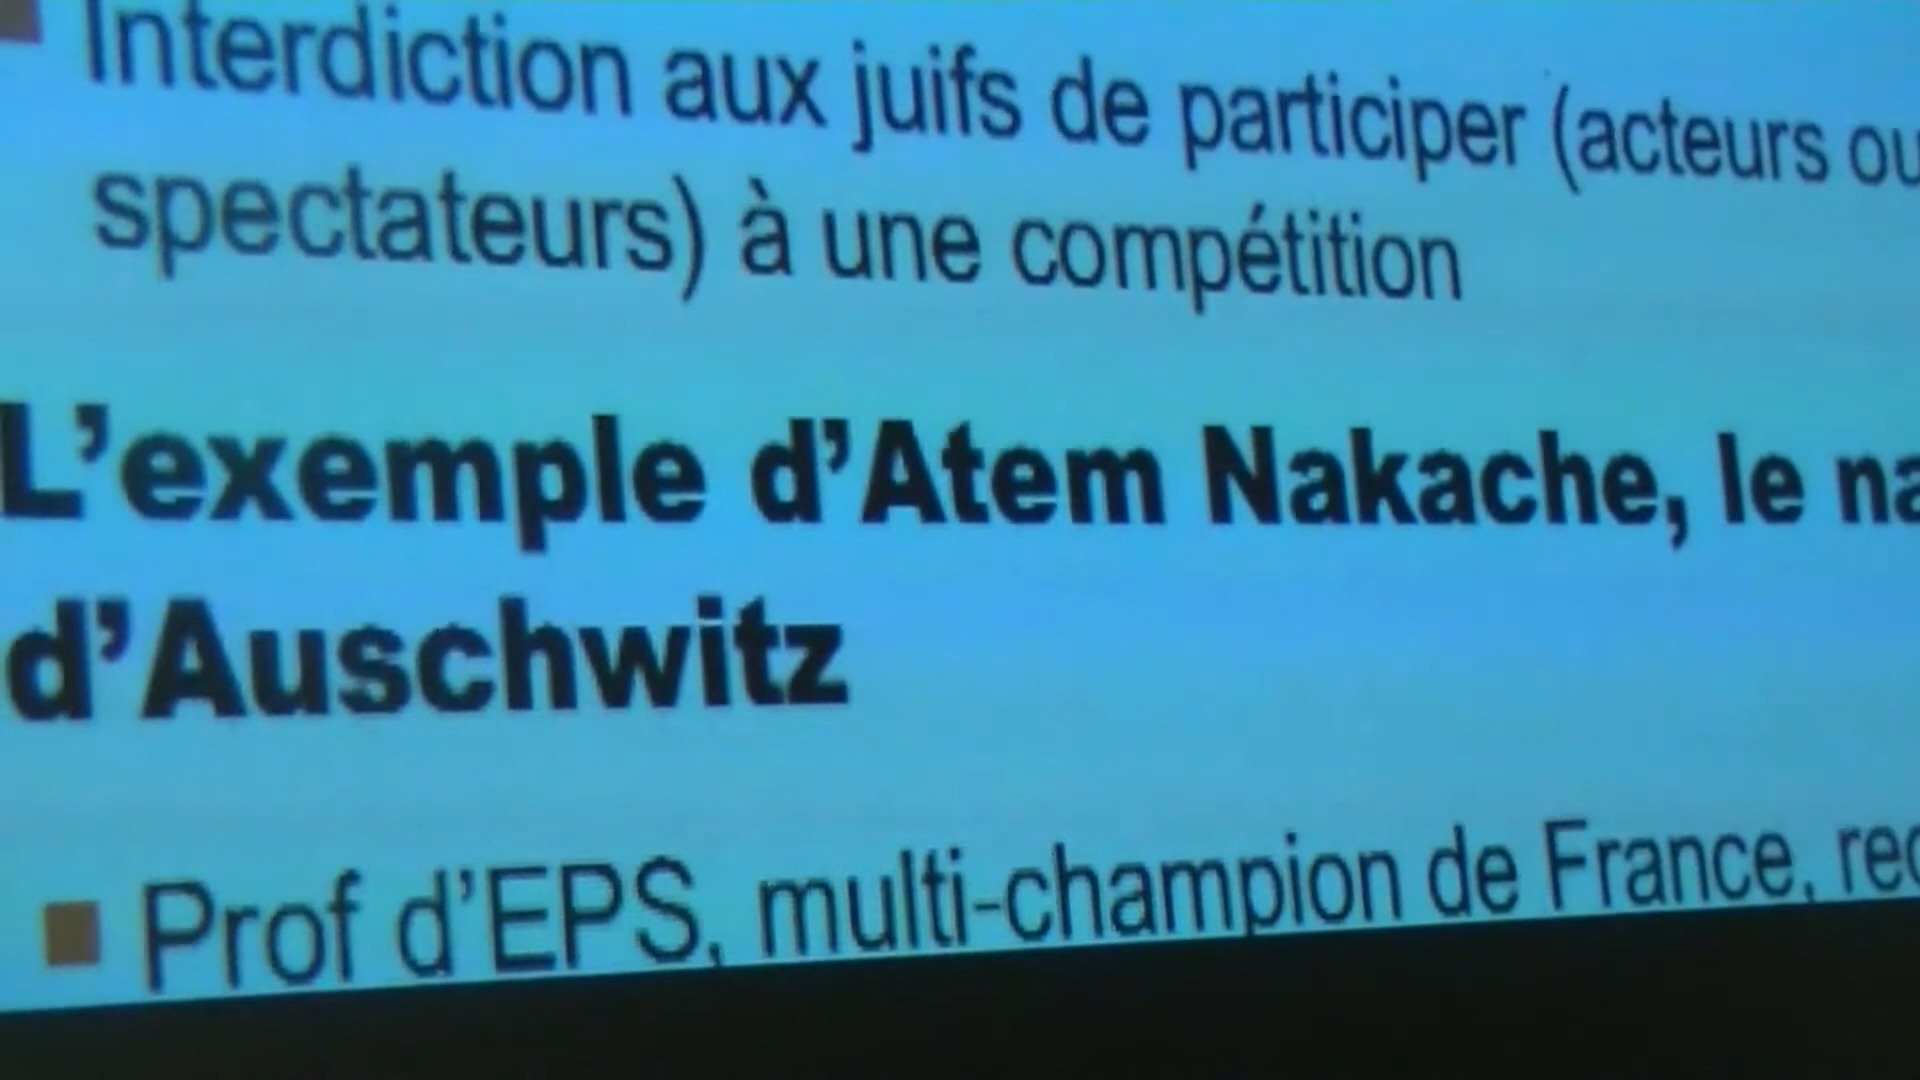 Interdiction aux juifs de participer (acteurs ou
spectateurs) à une compétition
L’exemple d’Atem Nakache, le
d’Auschwitz
Prof d’EPS, multi-champion de France,